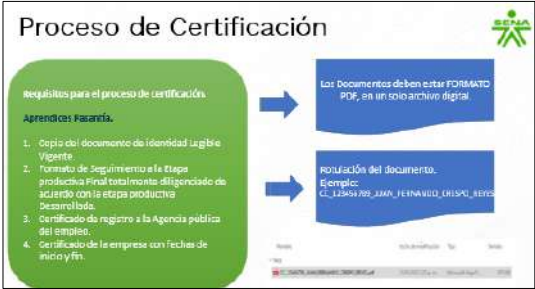 Proceso de Certificación
SENA
Requisitos para el proceso de certificación.
Aprendices Pasantía.
1. Copia del documento de identidad Legible
Vigente.
2. Formato de Seguimiento a la Etapa
productiva Final totalmente diligenciado de
acuerdo con la etapa productiva
Desarrollada.
3. Certificado de registro a la Agencia pública
del empleo.
4. Certificado de la empresa con fechas de
inicio y fin.
Los Documentos deben estar FORMATO
PDF, en un solo archivo digital.
Rotulación del documento.
Ejemplo:
CC_123456789_JUAN_FERNANDO_CRISPO_REYES